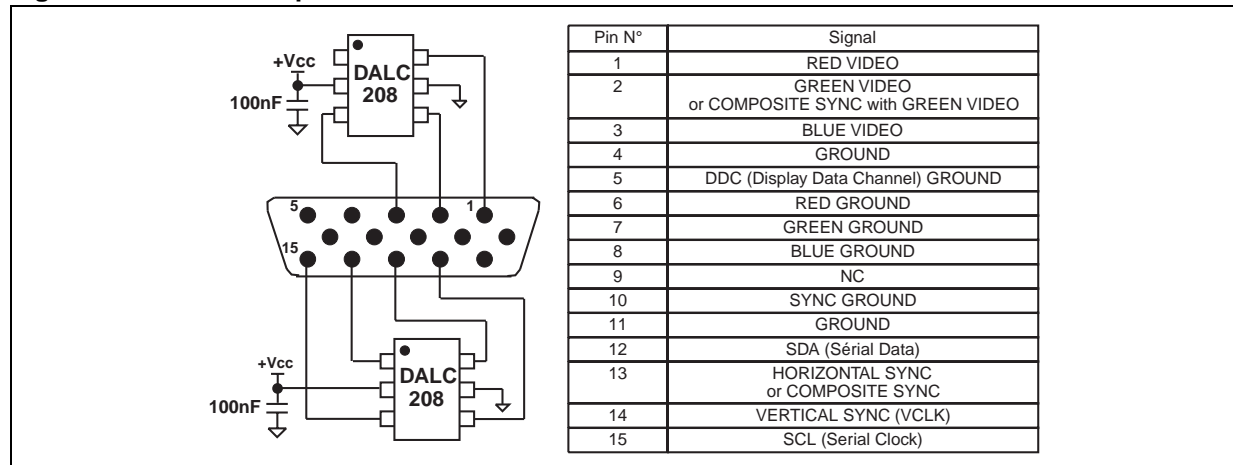 +Vcc
100nF
DALC
208
5
1
15
+Vcc
100nF
DALC
208
Pin N° Signal
1 RED VIDEO
2 GREEN VIDEO
or COMPOSITE SYNC with GREEN VIDEO
3 BLUE VIDEO
4 GROUND
5 DDC (Display Data Channel) GROUND
6 RED GROUND
7 GREEN GROUND
8 BLUE GROUND
9 NC
10 SYNC GROUND
11 GROUND
12 SDA (Sérial Data)
13 HORIZONTAL SYNC
or COMPOSITE SYNC
14 VERTICAL SYNC (VCLK)
15 SCL (Serial Clock)